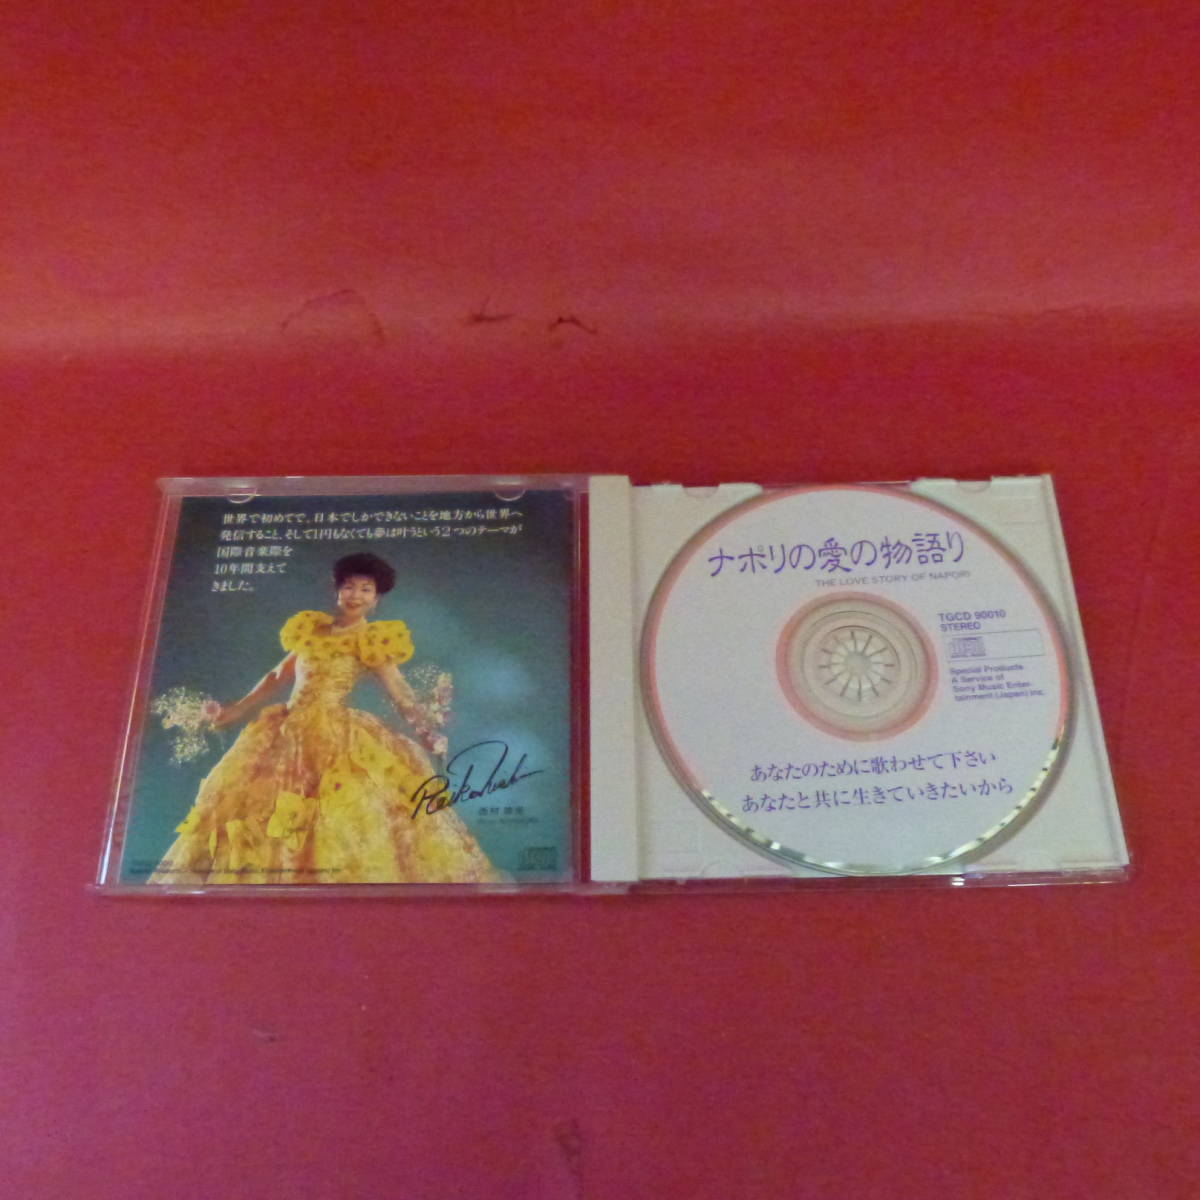 世界で初めてで、日本でしかできないことを地方から世界へ
発信すること、そして1円もなくても夢は叶うという2つのテーマが
国際音楽際を
10年間支えて
きました。
ナポリの愛の物語り
THE LOVE STORY OF NAPORI
TGCD 90010
STEREO
Special Products
A Service of
Sony Music Enter-
tainment (Japan) Inc.
あなたのために歌わせて下さい
あなたと共に生きていきたいから